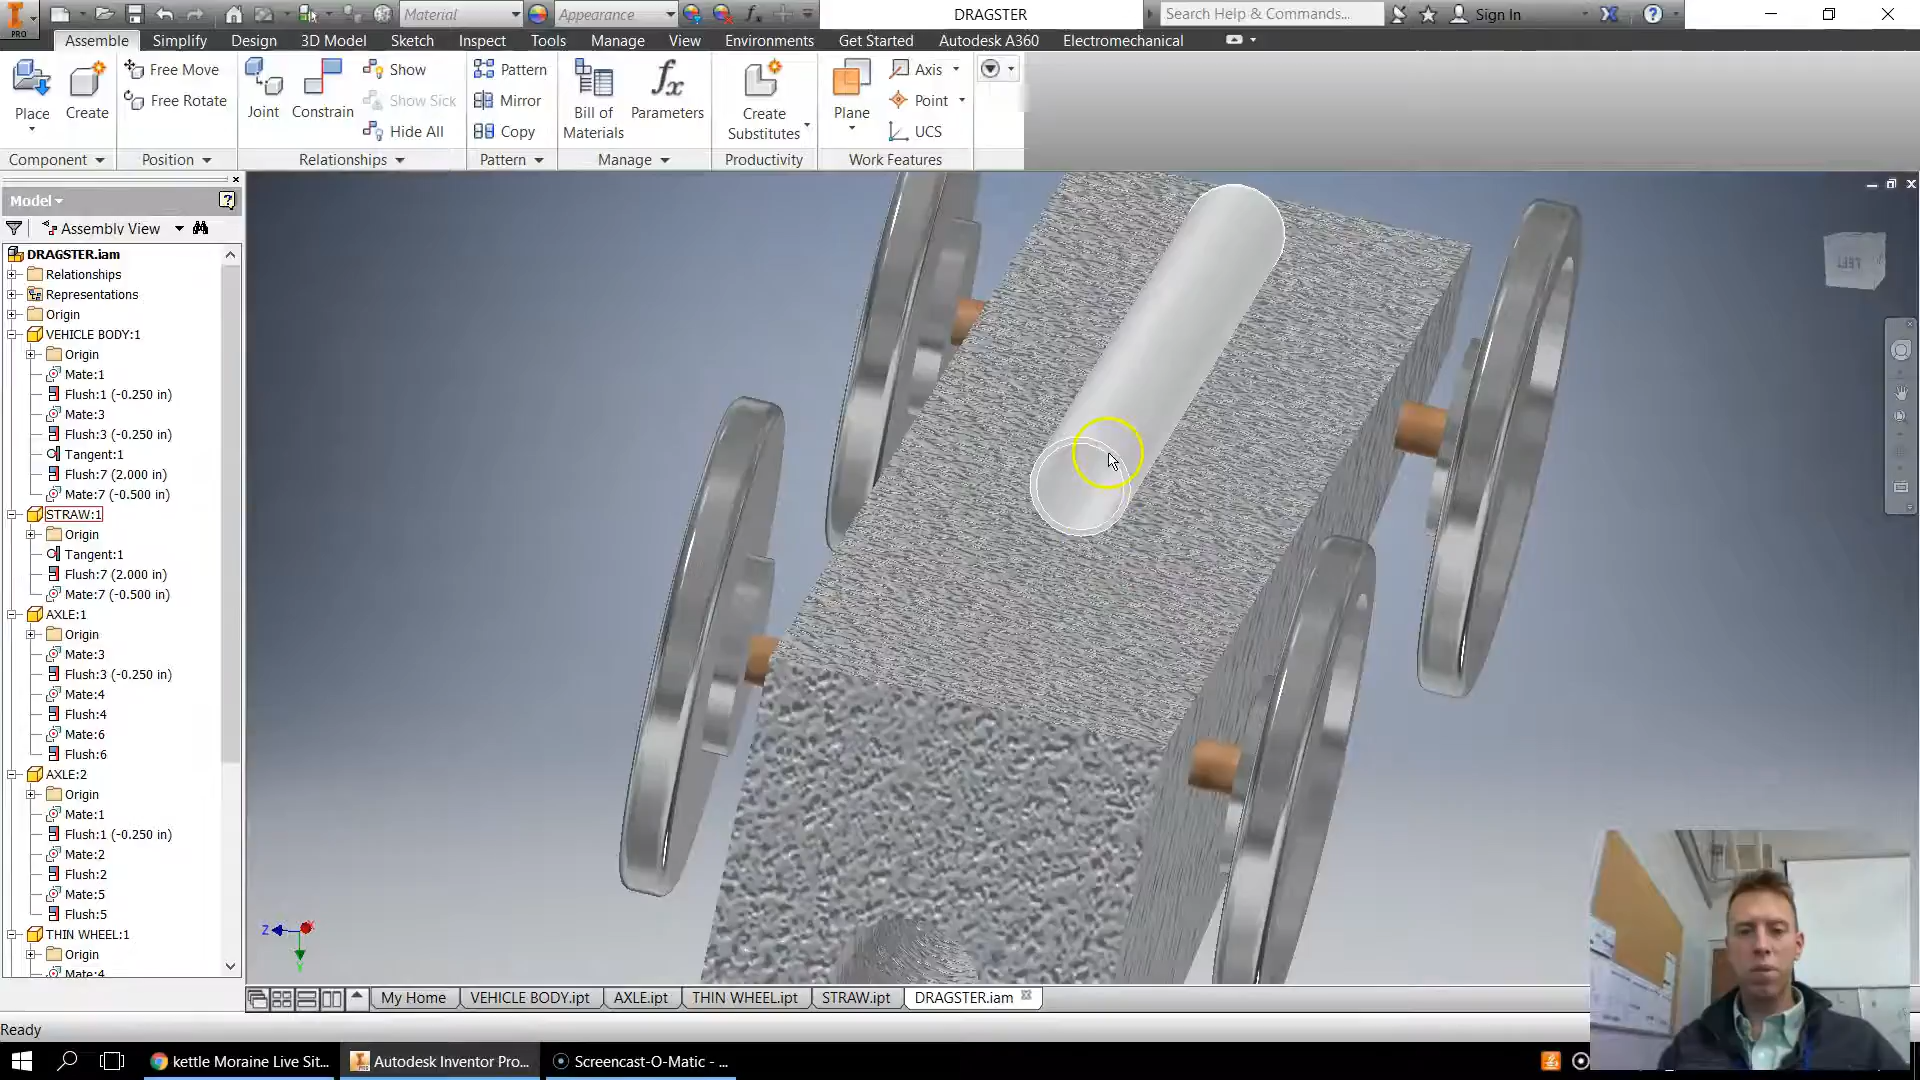 PRO
Material
Appearance
DRAGSTER
Search Help & Commands...
Sign In
Assemble
Simplify
Design
3D Model
Sketch
Inspect
Tools
Manage
View
Environments
Get Started
Autodesk A360
Electromechanical
Place
Create
Free Move
Free Rotate
Joint
Constrain
Show
Show Sick
Hide All
Pattern
Mirror
Copy
Bill of
Materials
Parameters
Create
Substitutes
Plane
Axis
Point
UCS
Component
Position
Relationships
Pattern
Manage
Productivity
Work Features
Model
Assembly View
DRAGSTER.iam
Relationships
Representations
Origin
VEHICLE BODY:1
Origin
Mate:1
Flush:1 (-0.250 in)
Mate:3
Flush:3 (-0.250 in)
Tangent:1
Flush:7 (2.000 in)
Mate:7 (-0.500 in)
STRAW:1
Origin
Tangent:1
Flush:7 (2.000 in)
Mate:7 (-0.500 in)
AXLE:1
Origin
Mate:3
Flush:3 (-0.250 in)
Mate:4
Flush:4
Mate:6
Flush:6
AXLE:2
Origin
Mate:1
Flush:1 (-0.250 in)
Mate:2
Flush:2
Mate:5
Flush:5
THIN WHEEL:1
Origin
Mate:4
LEFT
Z
X
Y
My Home
VEHICLE BODY.ipt
AXLE.ipt
THIN WHEEL.ipt
STRAW.ipt
DRAGSTER.iam
Ready
kettle Moraine Live Sit...
Autodesk Inventor Pro...
Screencast-O-Matic - ...